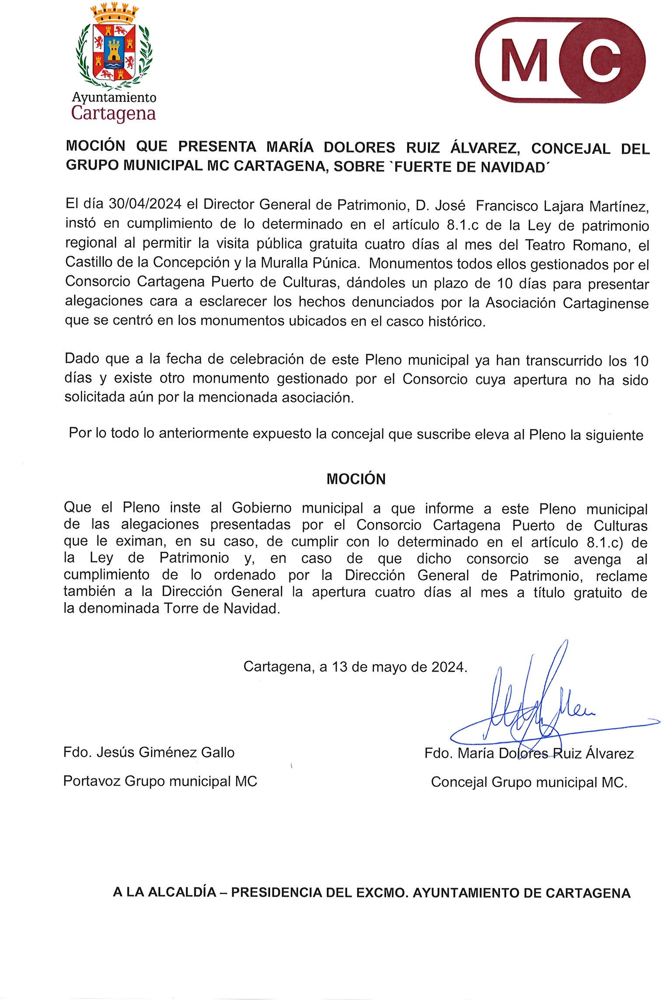 Ayuntamiento
Cartagena
MC
MOCIÓN QUE PRESENTA MARÍA DOLORES RUIZ ÁLVAREZ, CONCEJAL DEL
GRUPO MUNICIPAL MC CARTAGENA, SOBRE `FUERTE DE NAVIDAD´
El día 30/04/2024 el Director General de Patrimonio, D. José  Francisco Lajara Martínez,
instó en cumplimiento de lo determinado en el artículo 8.1.c de la Ley de patrimonio
regional al permitir la visita pública gratuita cuatro días al mes del Teatro Romano, el
Castillo de la Concepción y la Muralla Púnica.  Monumentos todos ellos gestionados por el
Consorcio Cartagena Puerto de Culturas, dándoles un plazo de 10 días para presentar
alegaciones cara a esclarecer los hechos denunciados por la Asociación Cartaginense
que se centró en los monumentos ubicados en el casco histórico.
Dado que a la fecha de celebración de este Pleno municipal ya han transcurrido los 10
días y existe otro monumento gestionado por el Consorcio cuya apertura no ha sido
solicitada aún por la mencionada asociación.
Por lo todo lo anteriormente expuesto la concejal que suscribe eleva al Pleno la siguiente
MOCIÓN
Que el Pleno inste al Gobierno municipal a que informe a este Pleno municipal
de las alegaciones presentadas por el Consorcio Cartagena Puerto de Culturas
que le eximan, en su caso, de cumplir con lo determinado en el artículo 8.1.c) de
la Ley de Patrimonio y, en caso de que dicho consorcio se avenga al
cumplimiento de lo ordenado por la Dirección General de Patrimonio, reclame
también a la Dirección General la apertura cuatro días al mes a título gratuito de
la denominada Torre de Navidad.
Cartagena, a 13 de mayo de 2024.
Fdo. Jesús Giménez Gallo
Fdo. María Dolores Ruiz Álvarez
Portavoz Grupo municipal MC
Concejal Grupo municipal MC.
A LA ALCALDÍA – PRESIDENCIA DEL EXCMO. AYUNTAMIENTO DE CARTAGENA